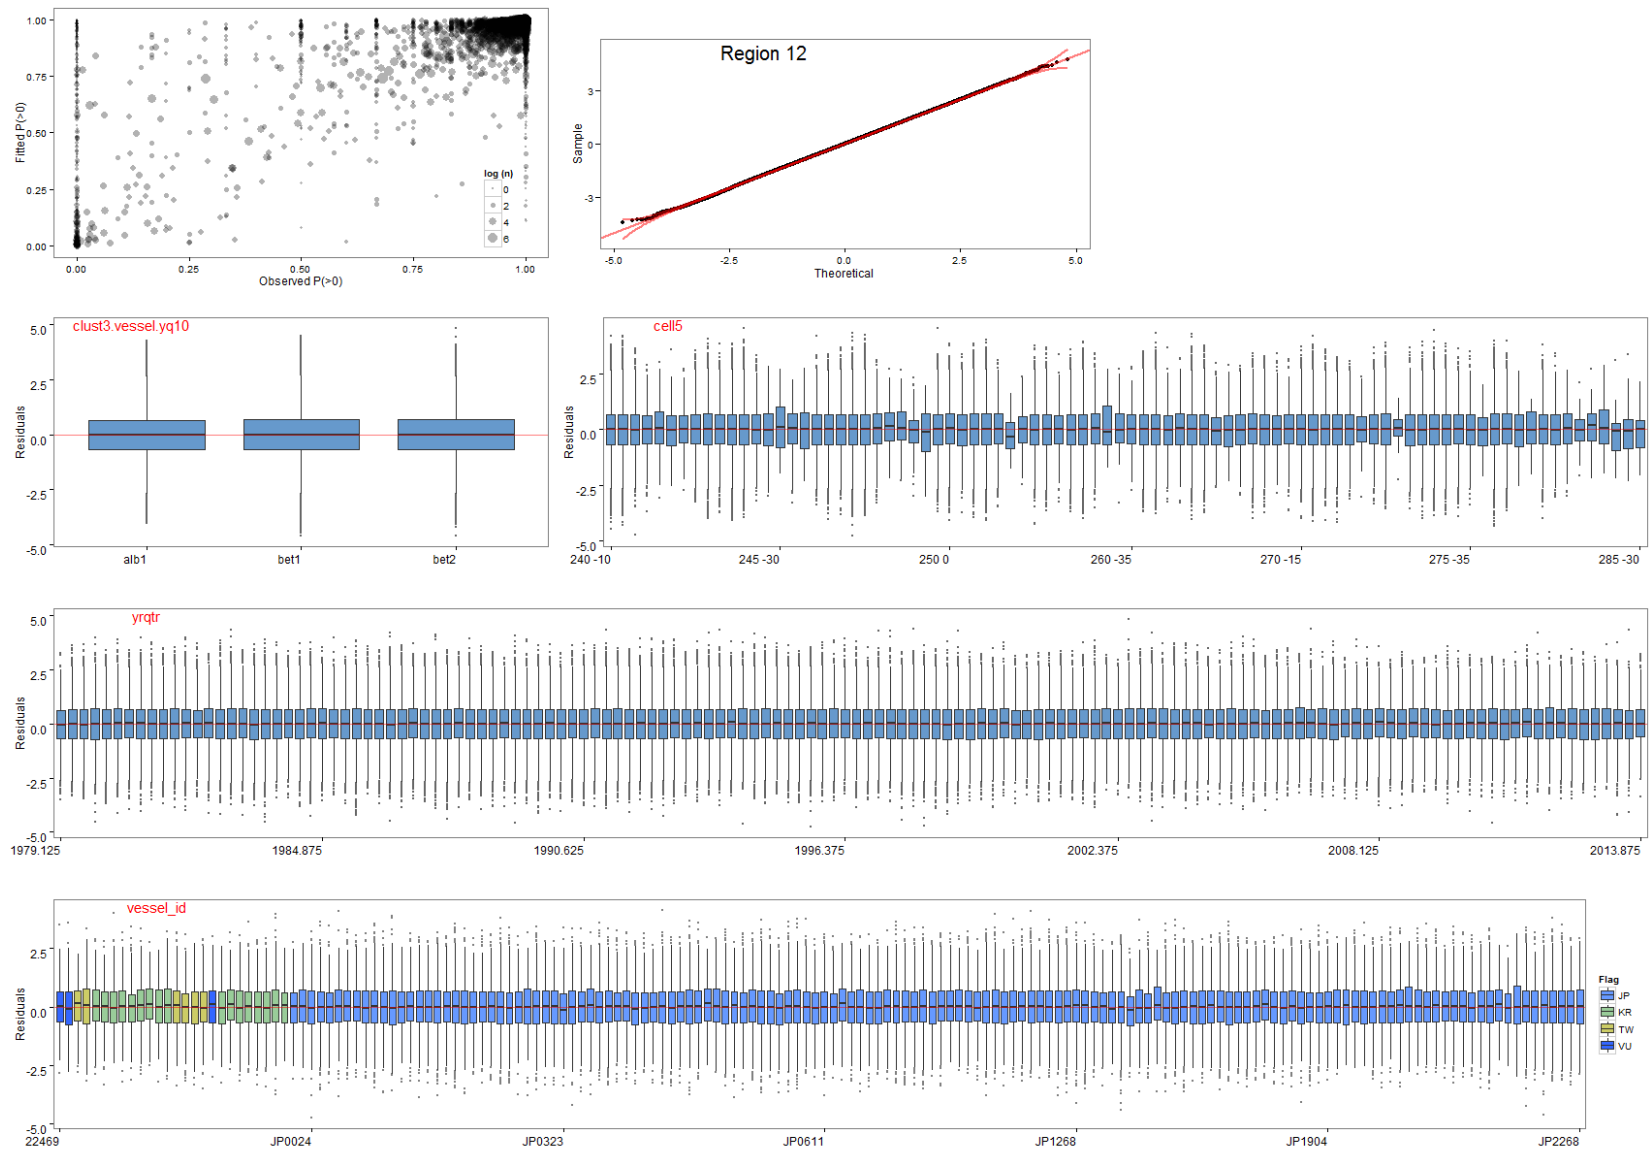 1.00
0.75
0.50
0.25
0.00
Fitted P(>0)
log (n)
0
2
4
6
0.00 0.25 0.50 0.75 1.00
Observed P(>0)
Region 12
3
0
-3
Sample
-5.0 -2.5 0.0 2.5 5.0
Theoretical
clust3.vessel.yq10
5.0
2.5
0.0
-2.5
-5.0
Residuals
alb1 bet1 bet2
cell5
2.5
0.0
-2.5
-5.0
Residuals
240 -10 245 -30 250 0 260 -35 270 -15 275 -35 285 -30
yrqtr
5.0
2.5
0.0
-2.5
-5.0
Residuals
1979.125 1984.875 1990.625 1996.375 2002.375 2008.125 2013.875
vessel_id
2.5
0.0
-2.5
-5.0
Residuals
22469 JP0024 JP0323 JP0611 JP1268 JP1904 JP2268
Flag
JP
KR
TW
VU